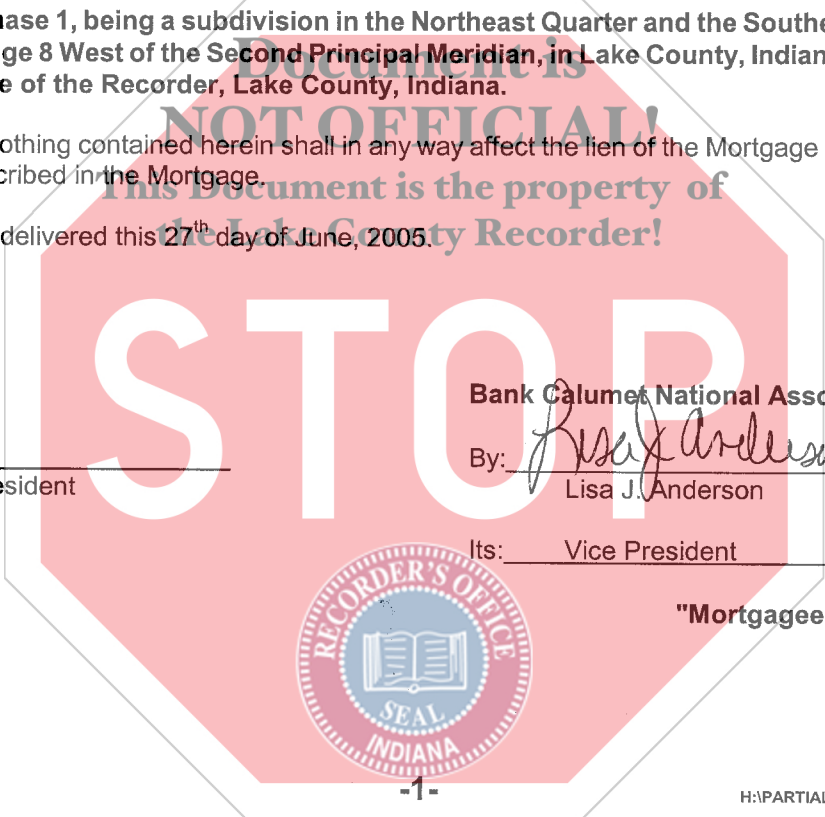 ase 1, being a subdivision in the Northeast Quarter and the Southe
ge 8 West of the Second Principal Meridian, in Lake County, Indian
e of the Recorder, Lake County, Indiana.
Document is
NOT OFFICIAL!
othing contained herein shall in any way affect the lien of the Mortgage
cribed in the Mortgage.
This Document is the property of
the Lake County Recorder!
delivered this 27th day of June, 2005.
STOP
Bank Calumet National Asso
By: Lisa J. Anderso
esident
Lisa J. Anderson
Its: Vice President
"Mortgagee
RECORDER'S OFFICE
SEAL
INDIANA
-1-
H:\PARTIAL